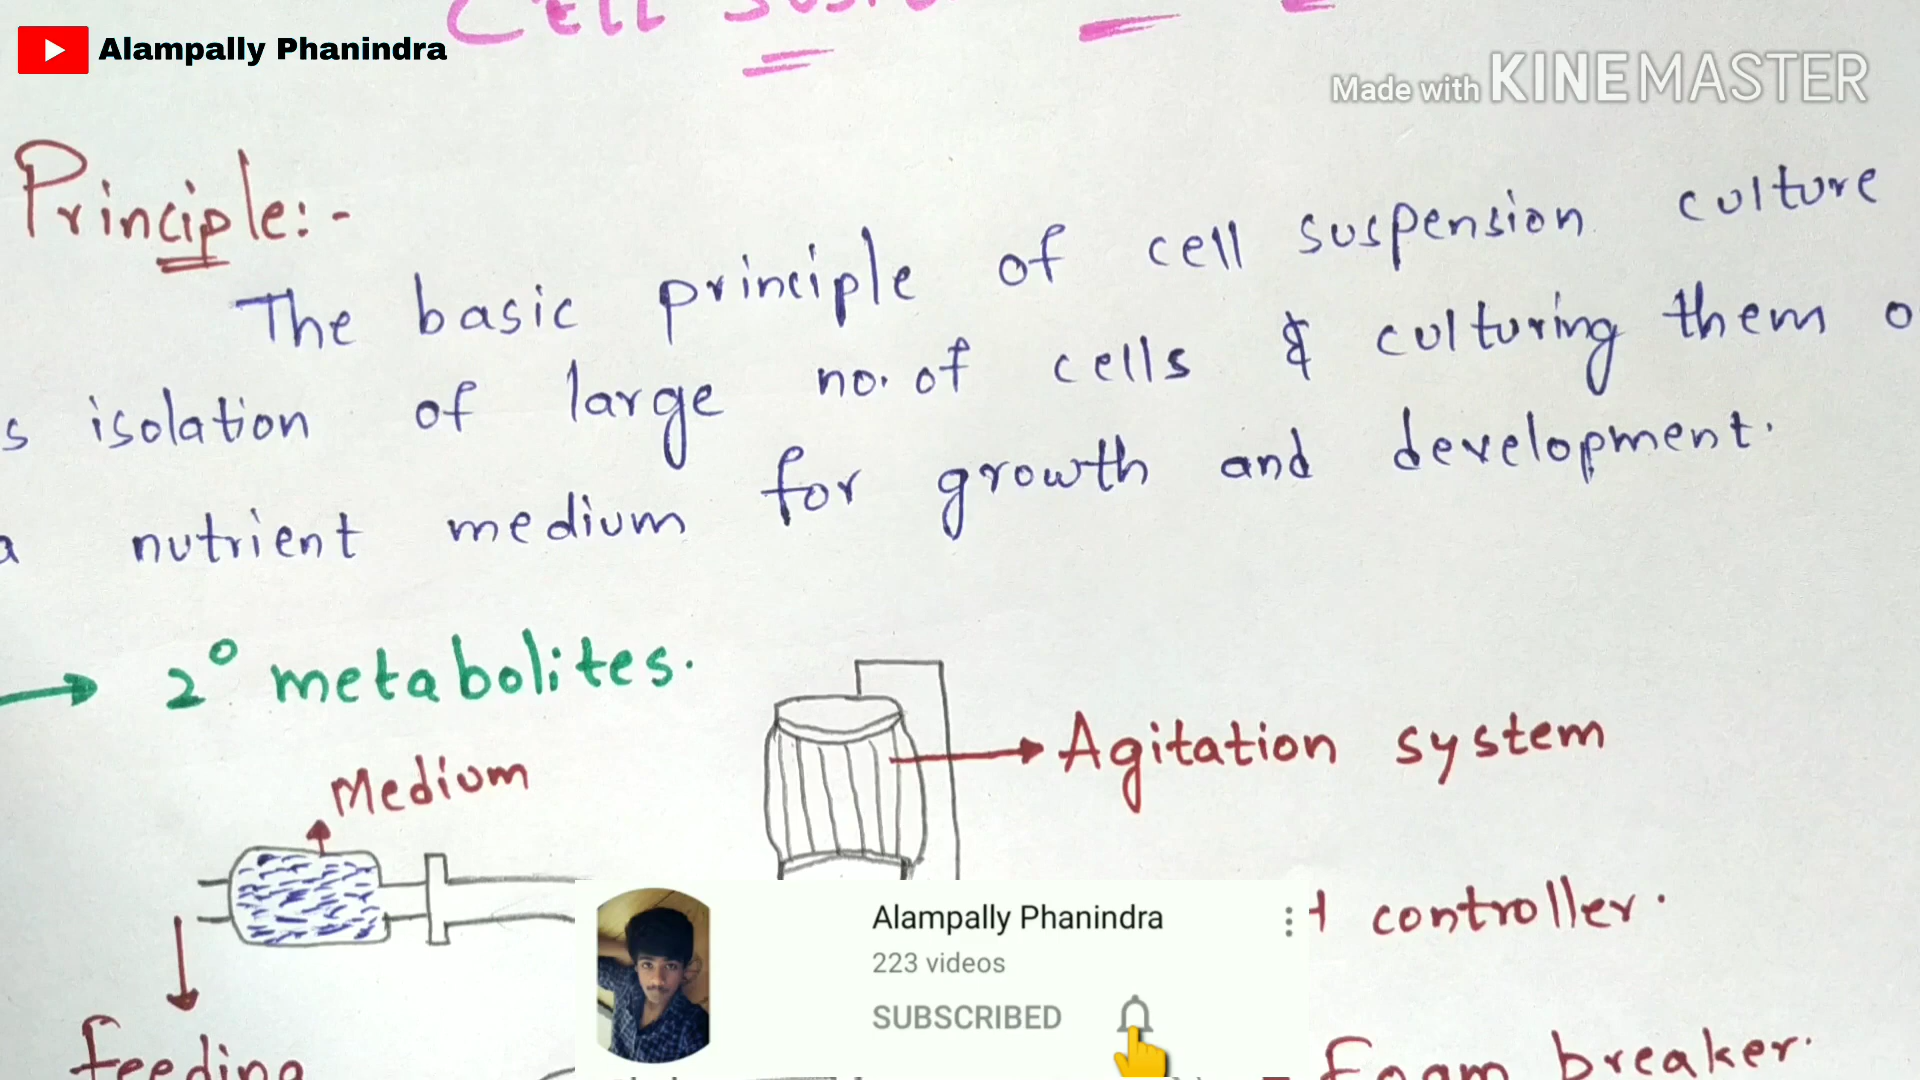 Cell
Alampally Phanindra
Made with KINEMASTER
Principle:-
The basic principle of cell suspension culture
s isolation of large no. of cells & culturing them o
a nutrient medium for growth and development.
→ 2° metabolites.
Medium
Agitation system
controller.
Feeding
Foam breaker.
Alampally Phanindra
223 videos
SUBSCRIBED